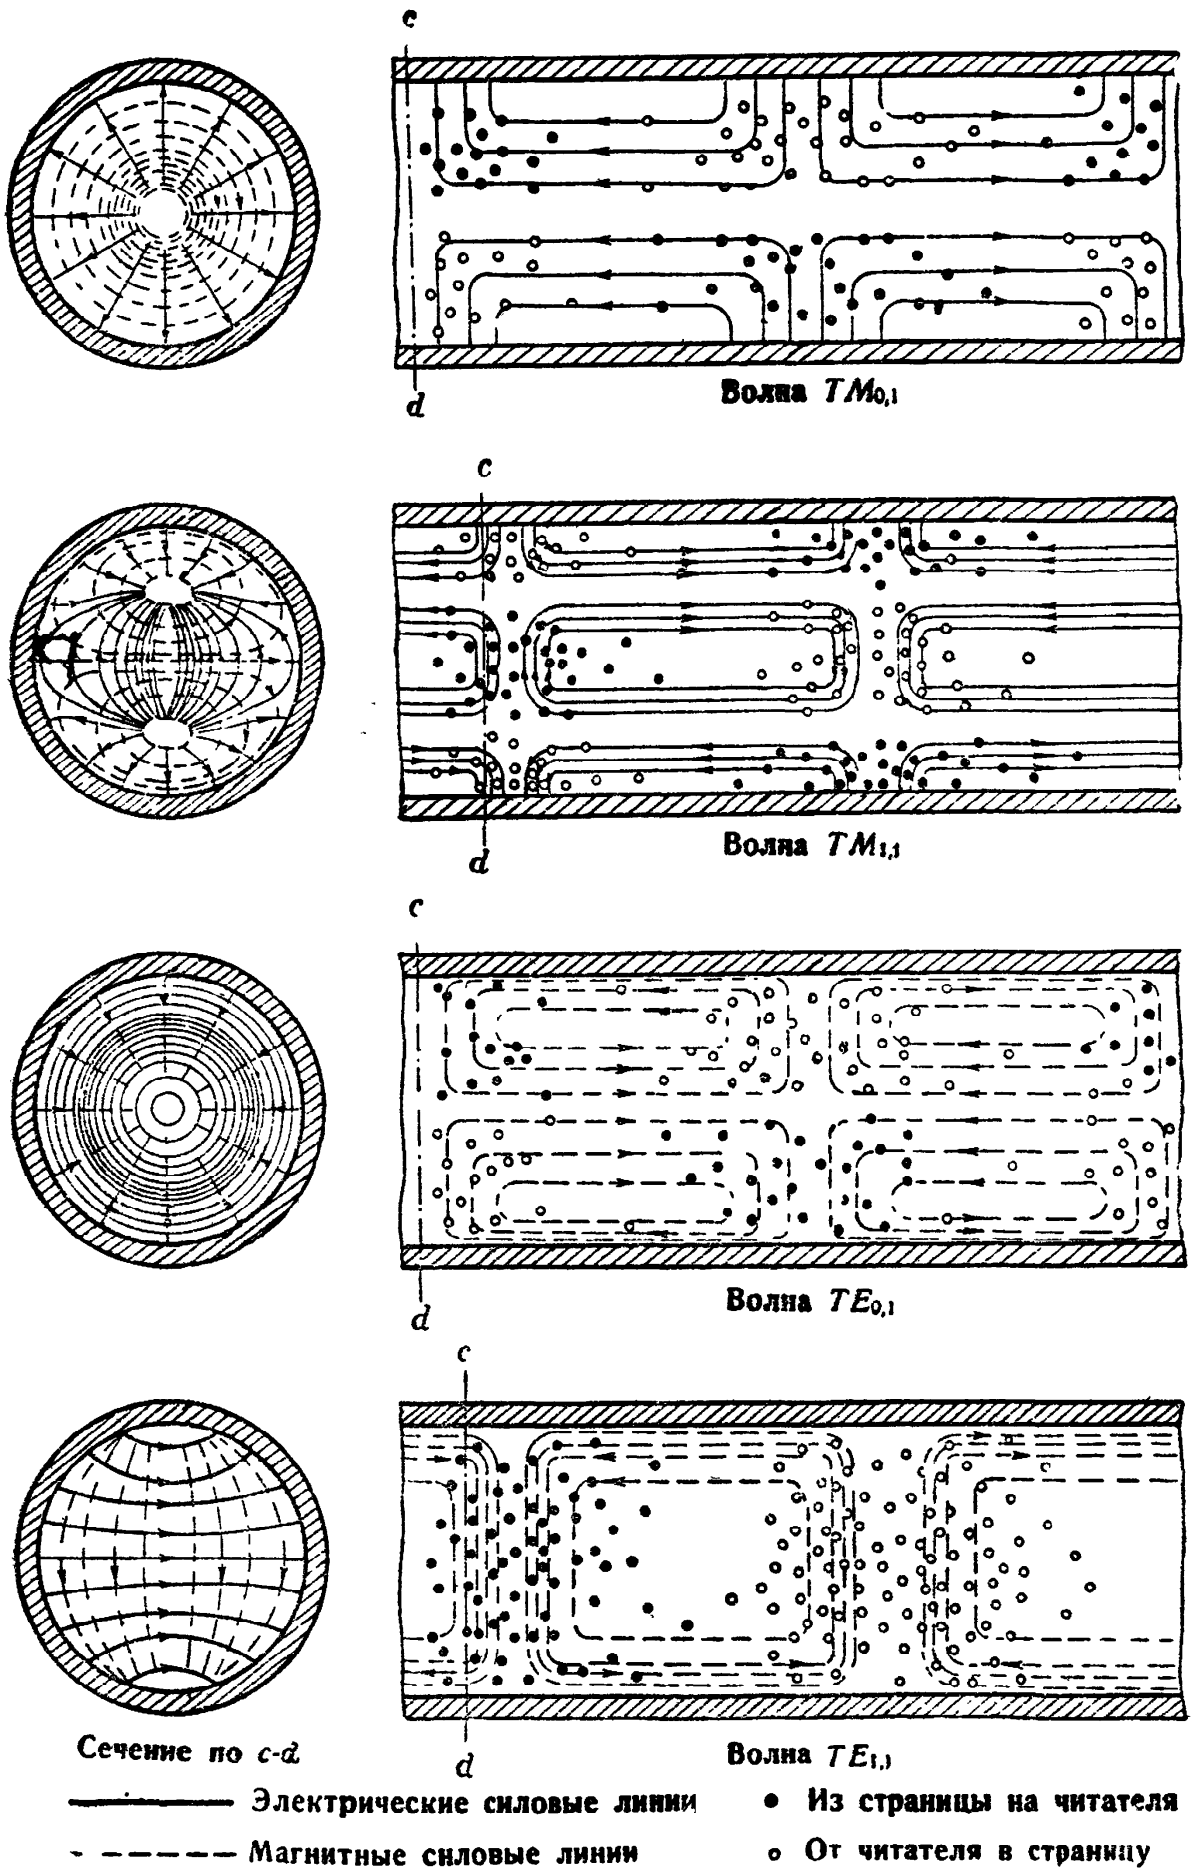 c
d
Волна TM₀,₁
c
d
Волна TM₁,₁
c
d
Волна TE₀,₁
c
d
Сечение по c-d
Волна TE₁,₁
Электрические силовые линии
Из страницы на читателя
Магнитные силовые линии
От читателя в страницу